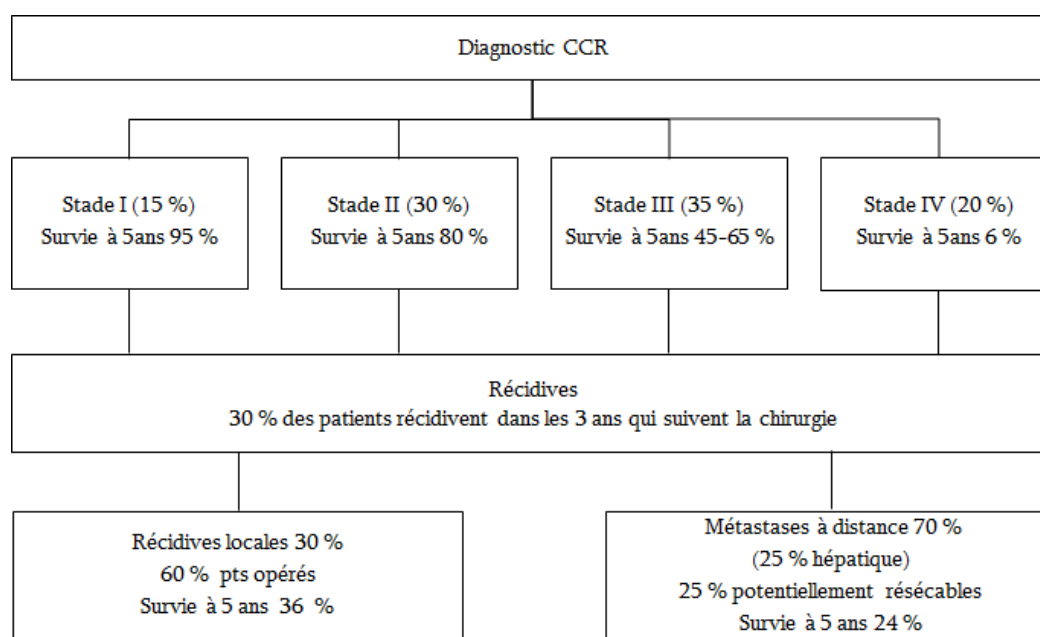 Diagnostic CCR
Stade I (15 %)
Survie à 5ans 95 %
Stade II (30 %)
Survie à 5ans 80 %
Stade III (35 %)
Survie à 5ans 45-65 %
Stade IV (20 %)
Survie à 5ans 6 %
Récidives
30 % des patients récidivent dans les 3 ans qui suivent la chirurgie
Récidives locales 30 %
60 % pts opérés
Survie à 5 ans 36 %
Métastases à distance 70 %
(25 % hépatique)
25 % potentiellement résécables
Survie à 5 ans 24 %